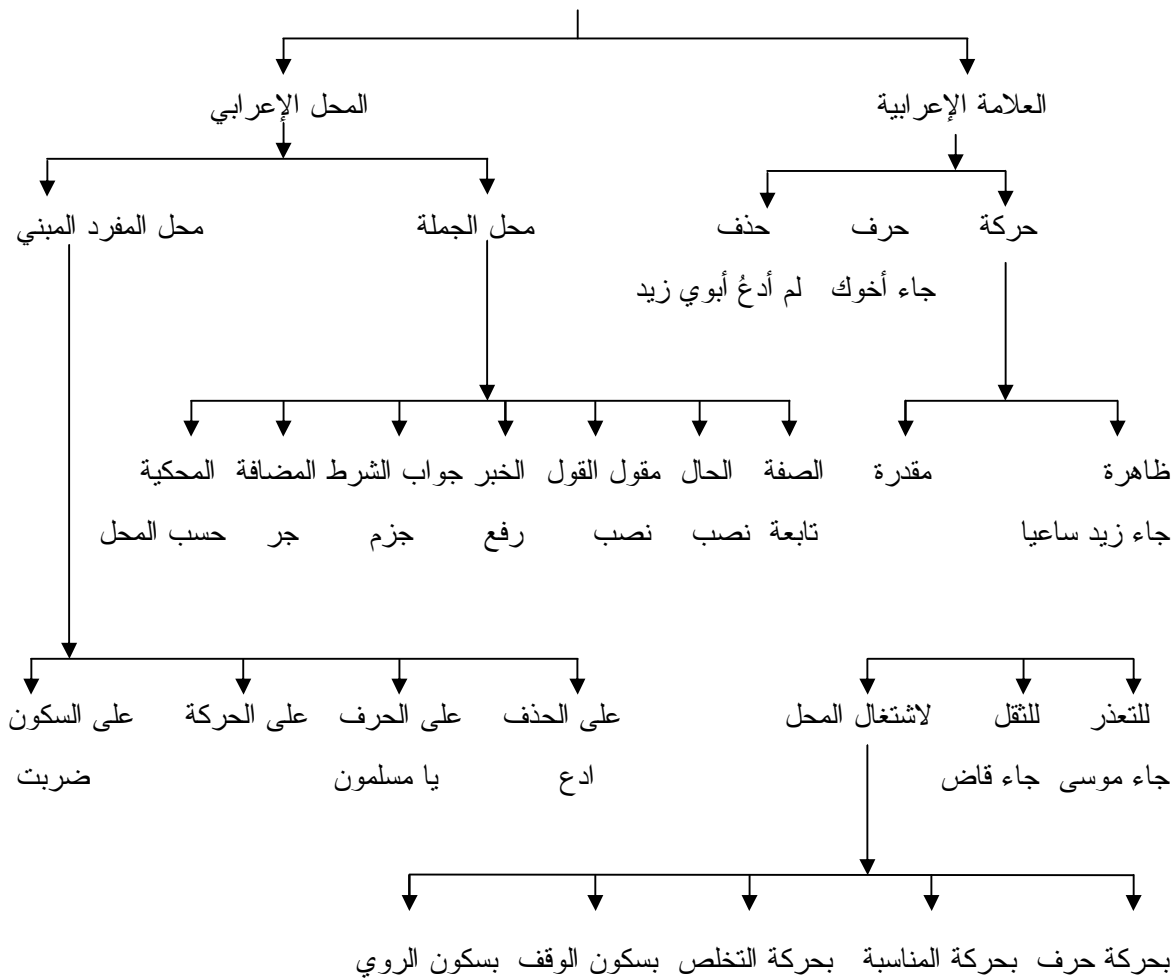 العلامة الإعرابية المحل الإعرابي
حركة حرف حذف محل الجملة محل المفرد المبني
جاء أخوك لم أدعُ أبوي زيد
ظاهرة مقدرة الصفة الحال مقول القول الخبر جواب الشرط المضافة المحكية
جاء زيد ساعيا تابعة نصب نصب رفع جزم جر حسب المحل
للتعذر للثقل لاشتغال المحل على الحذف على الحرف على الحركة على السكون
جاء موسى جاء قاض ادع يا مسلمون ضربت
بحركة حرف بحركة المناسبة بحركة التخلص بسكون الوقف بسكون الروي